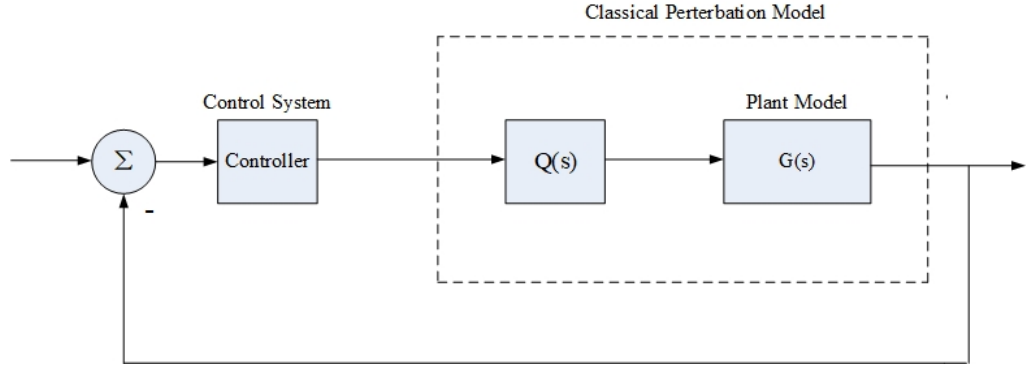 Classical Perterbation Model
Control System
Plant Model
Σ
Controller
Q(s)
G(s)
-